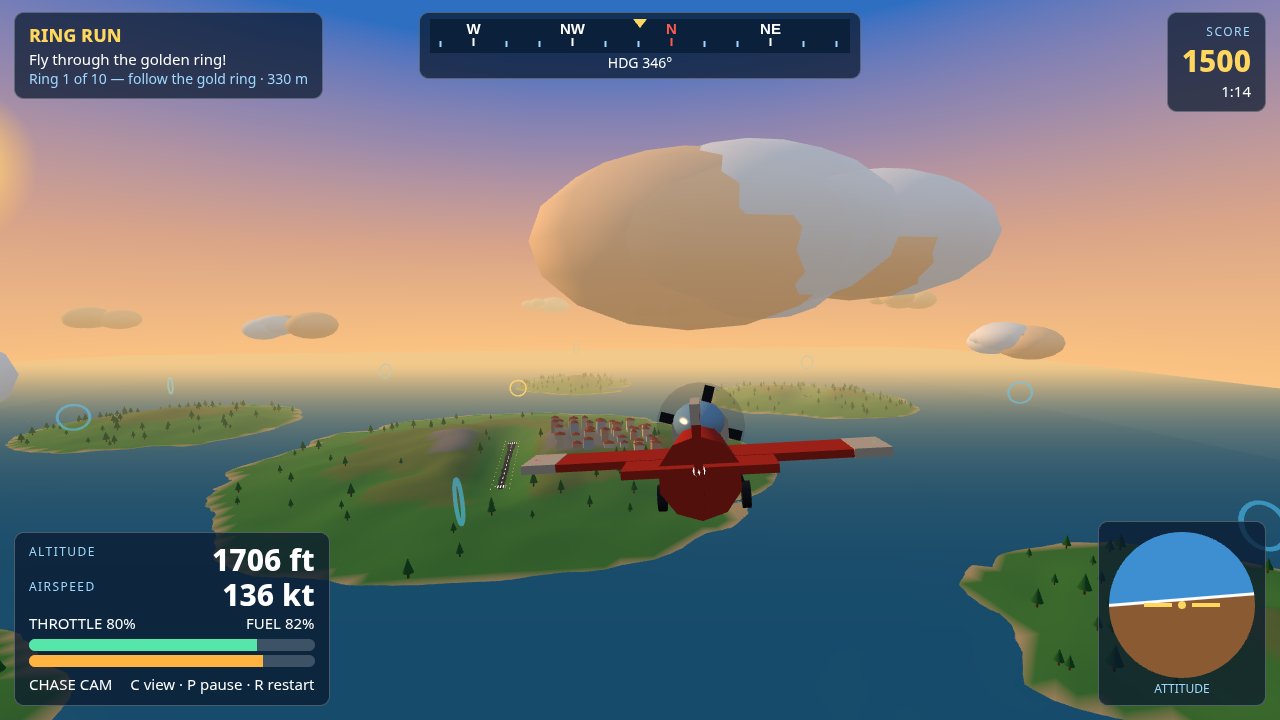 RING RUN
Fly through the golden ring!
Ring 1 of 10 — follow the gold ring · 330 m
W NW N NE
HDG 346°
SCORE
1500
1:14
ALTITUDE 1706 ft
AIRSPEED 136 kt
THROTTLE 80% FUEL 82%
CHASE CAM C view · P pause · R restart
ATTITUDE